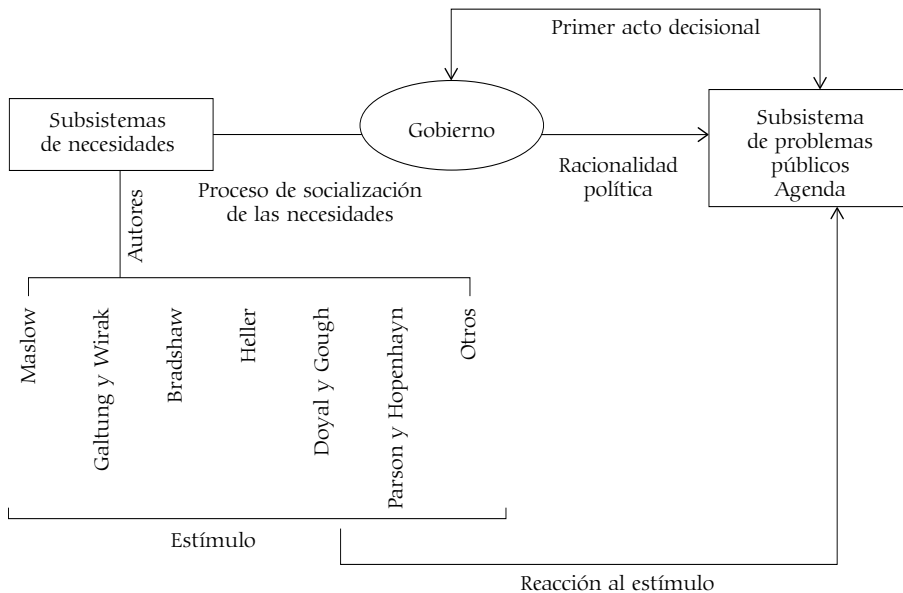 Primer acto decisional
Subsistemas
de necesidades
Gobierno
Subsistema
de problemas
públicos
Agenda
Racionalidad
política
Proceso de socialización
de las necesidades
Autores
Maslow
Galtung y Wirak
Bradshaw
Heller
Doyal y Gough
Parson y Hopenhayn
Otros
Estímulo
Reacción al estímulo